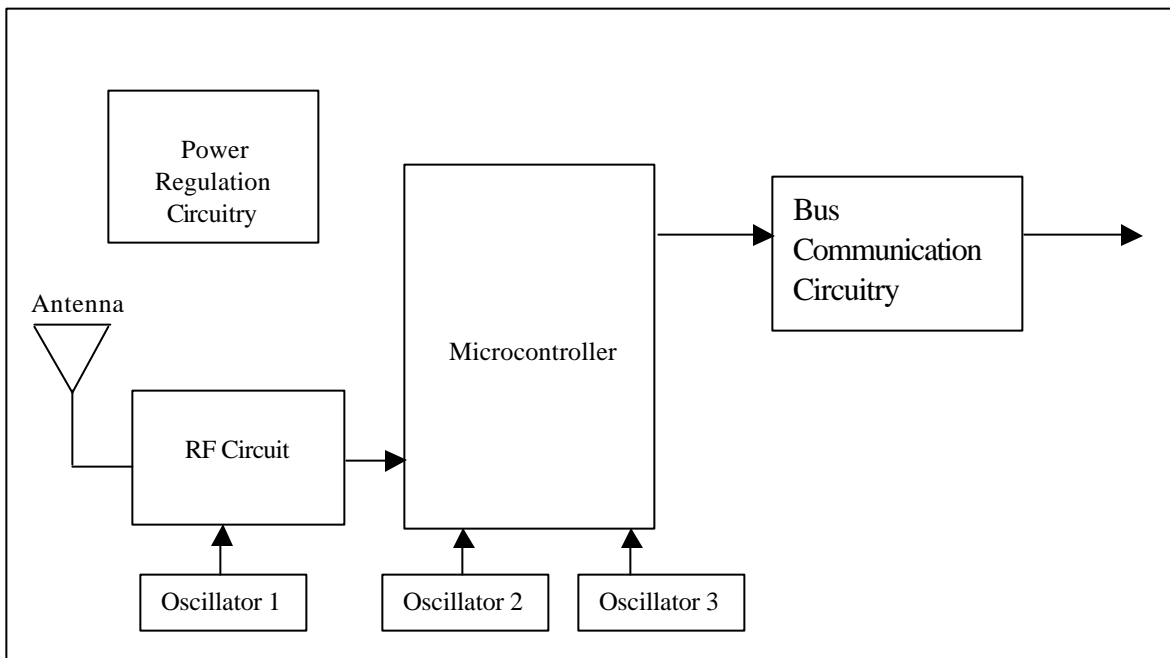 Power
Regulation
Circuitry
Bus
Communication
Circuitry
Antenna
Microcontroller
RF Circuit
Oscillator 1
Oscillator 2
Oscillator 3